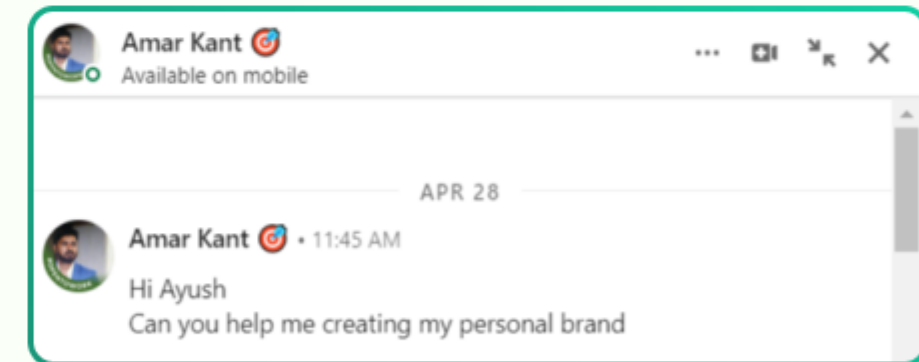 Amar Kant 🎯
Available on mobile
APR 28
Amar Kant 🎯 • 11:45 AM
Hi Ayush
Can you help me creating my personal brand